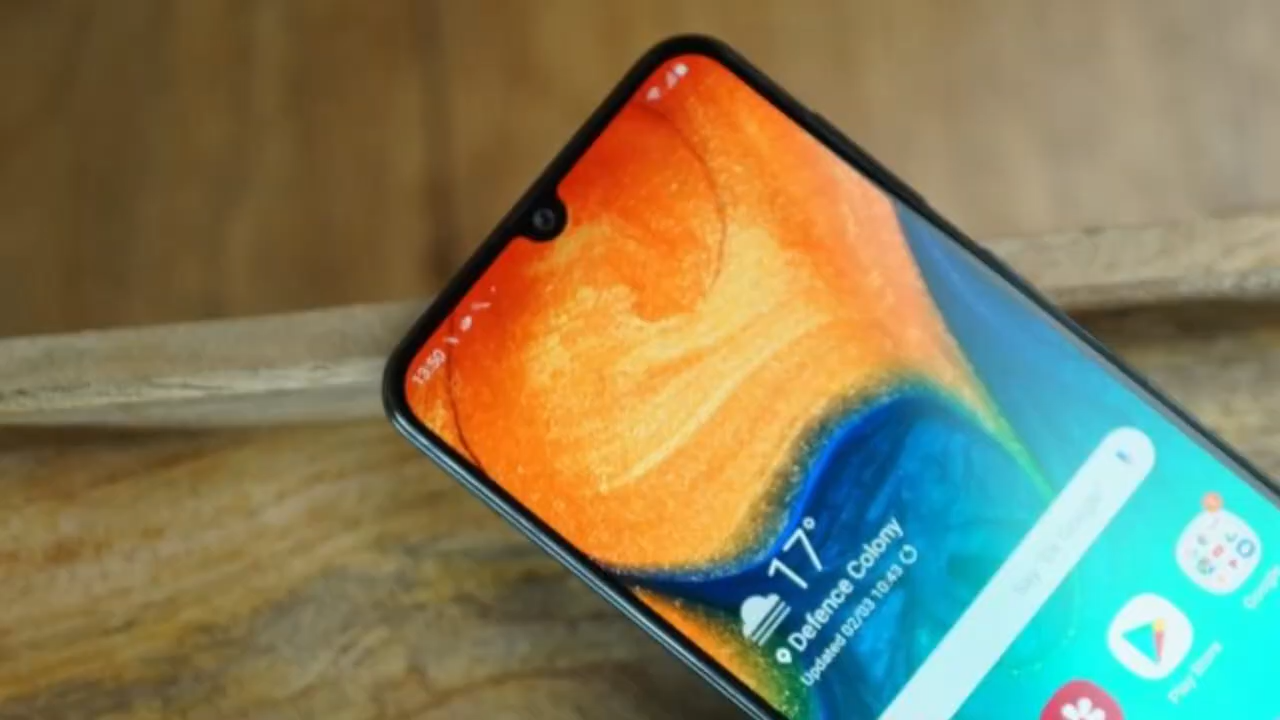 13:50
17°
Defence Colony
Updated 02/03 10:43
Play Store